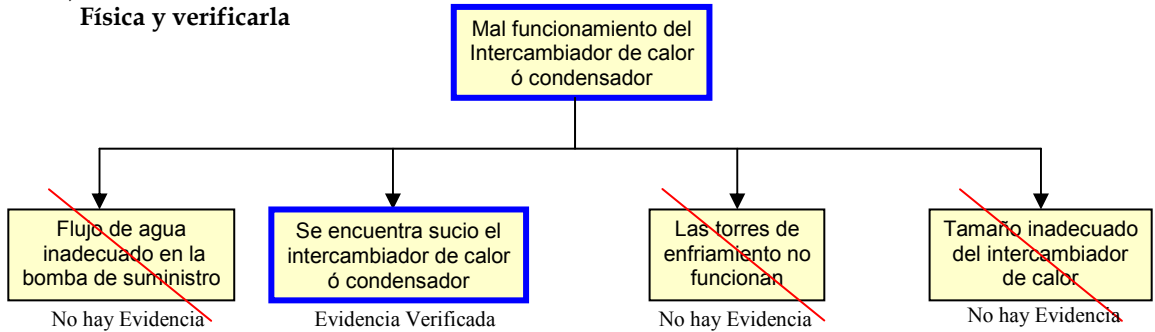 Física y verificarla
Mal funcionamiento del
Intercambiador de calor
ó condensador
Flujo de agua
inadecuado en la
bomba de suministro
No hay Evidencia
Se encuentra sucio el
intercambiador de calor
ó condensador
Evidencia Verificada
Las torres de
enfriamiento no
funcionan
No hay Evidencia
Tamaño inadecuado
del intercambiador
de calor
No hay Evidencia